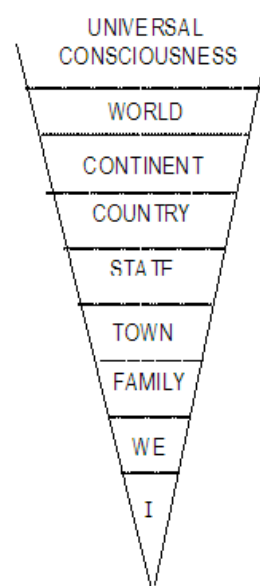 UNIVERSAL
CONSCIOUSNESS
WORLD
CONTINENT
COUNTRY
STATE
TOWN
FAMILY
WE
I